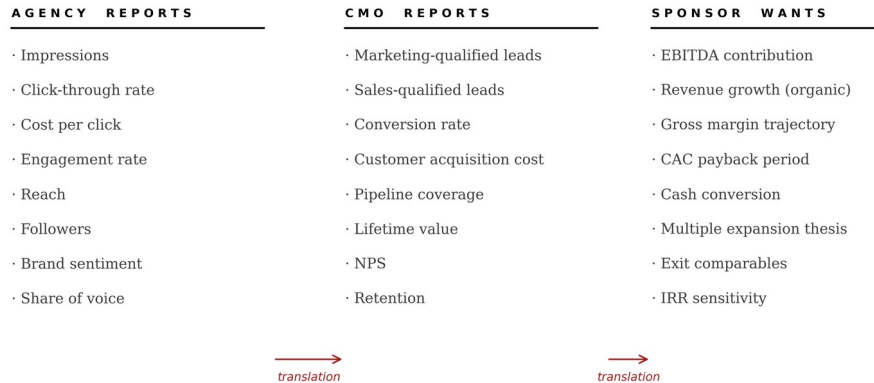 AGENCY REPORTS
· Impressions
· Click-through rate
· Cost per click
· Engagement rate
· Reach
· Followers
· Brand sentiment
· Share of voice
translation
CMO REPORTS
· Marketing-qualified leads
· Sales-qualified leads
· Conversion rate
· Customer acquisition cost
· Pipeline coverage
· Lifetime value
· NPS
· Retention
translation
SPONSOR WANTS
· EBITDA contribution
· Revenue growth (organic)
· Gross margin trajectory
· CAC payback period
· Cash conversion
· Multiple expansion thesis
· Exit comparables
· IRR sensitivity